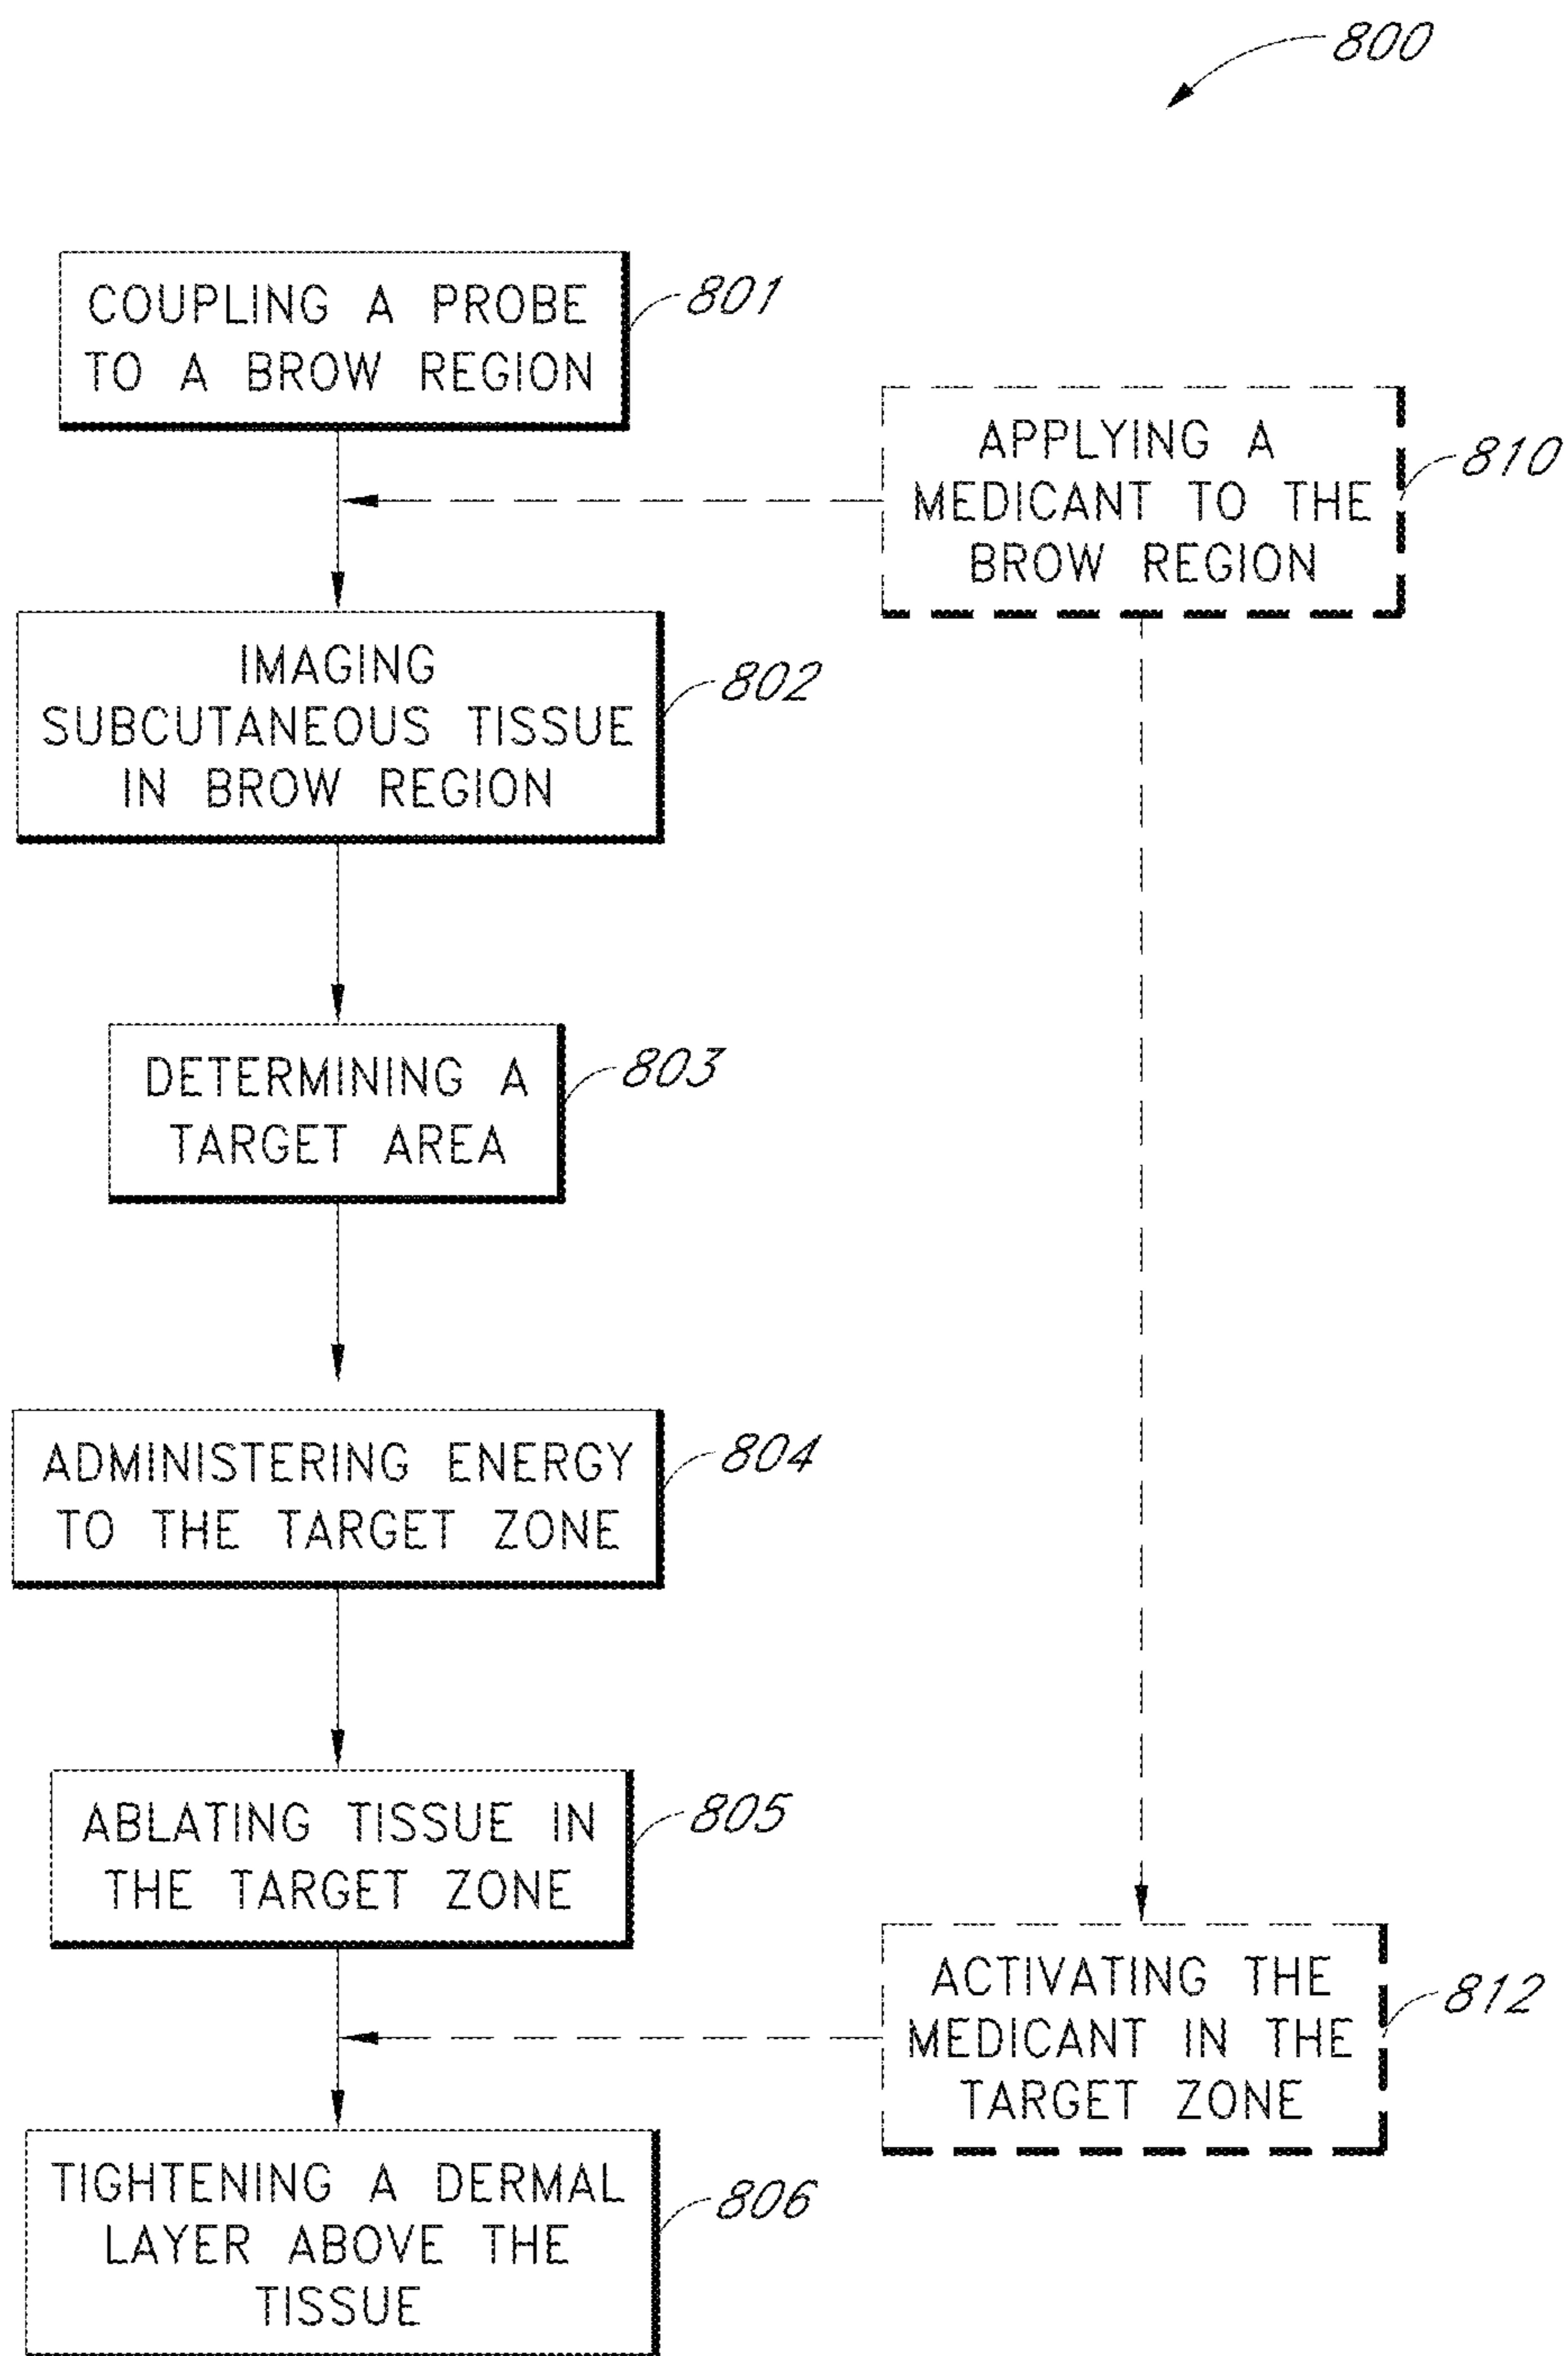 800
COUPLING A PROBE
TO A BROW REGION
801
APPLYING A
MEDICANT TO THE
BROW REGION
810
IMAGING
SUBCUTANEOUS TISSUE
IN BROW REGION
802
DETERMINING A
TARGET AREA
803
ADMINISTERING ENERGY
TO THE TARGET ZONE
804
ABLATING TISSUE IN
THE TARGET ZONE
805
ACTIVATING THE
MEDICANT IN THE
TARGET ZONE
812
TIGHTENING A DERMAL
LAYER ABOVE THE
TISSUE
806